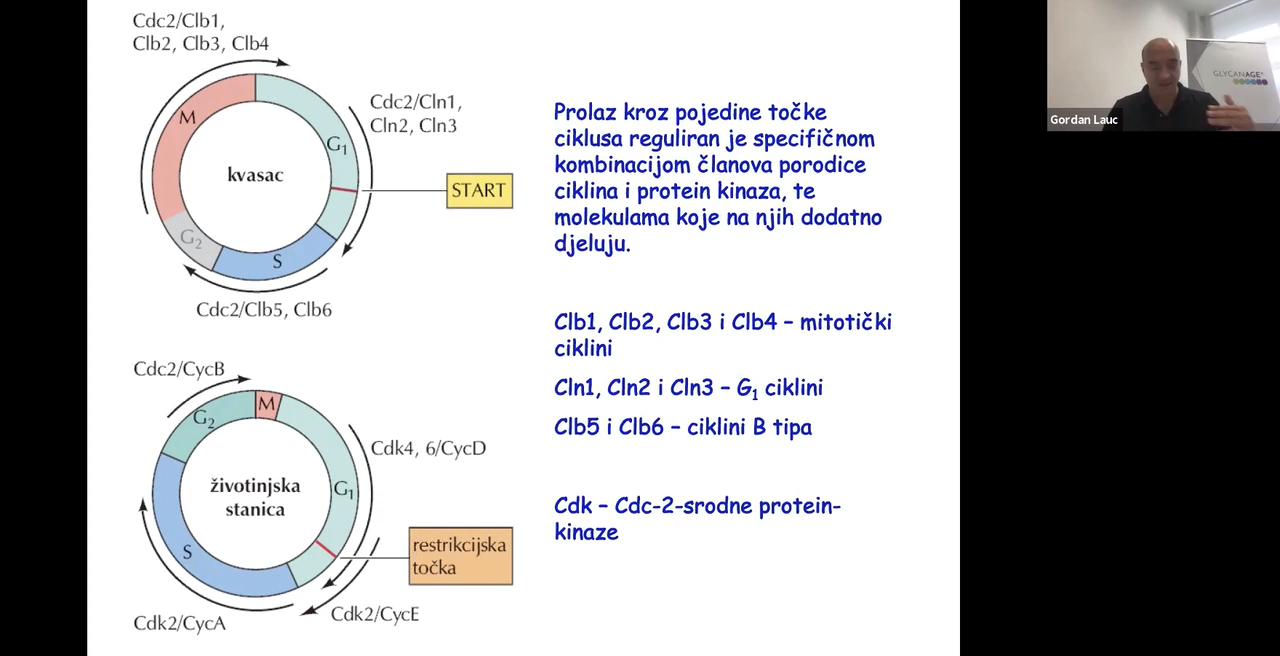 Cdc2/Clb1,
Clb2, Clb3, Clb4
M
G₁
kvasac
G₂
S
Cdc2/Cln1,
Cln2, Cln3
START
Cdc2/Clb5, Clb6
Cdc2/CycB
M
G₂
Cdk4, 6/CycD
životinjska
stanica
G₁
S
restrikcijska
točka
Cdk2/CycE
Cdk2/CycA
Prolaz kroz pojedine točke
ciklusa reguliran je specifičnom
kombinacijom članova porodice
ciklina i protein kinaza, te
molekulama koje na njih dodatno
djeluju.
Clb1, Clb2, Clb3 i Clb4 – mitotički
ciklini
Cln1, Cln2 i Cln3 – G₁ ciklini
Clb5 i Clb6 – ciklini B tipa
Cdk – Cdc-2-srodne protein-
kinaze
GLYCANAGE®
Gordan Lauc